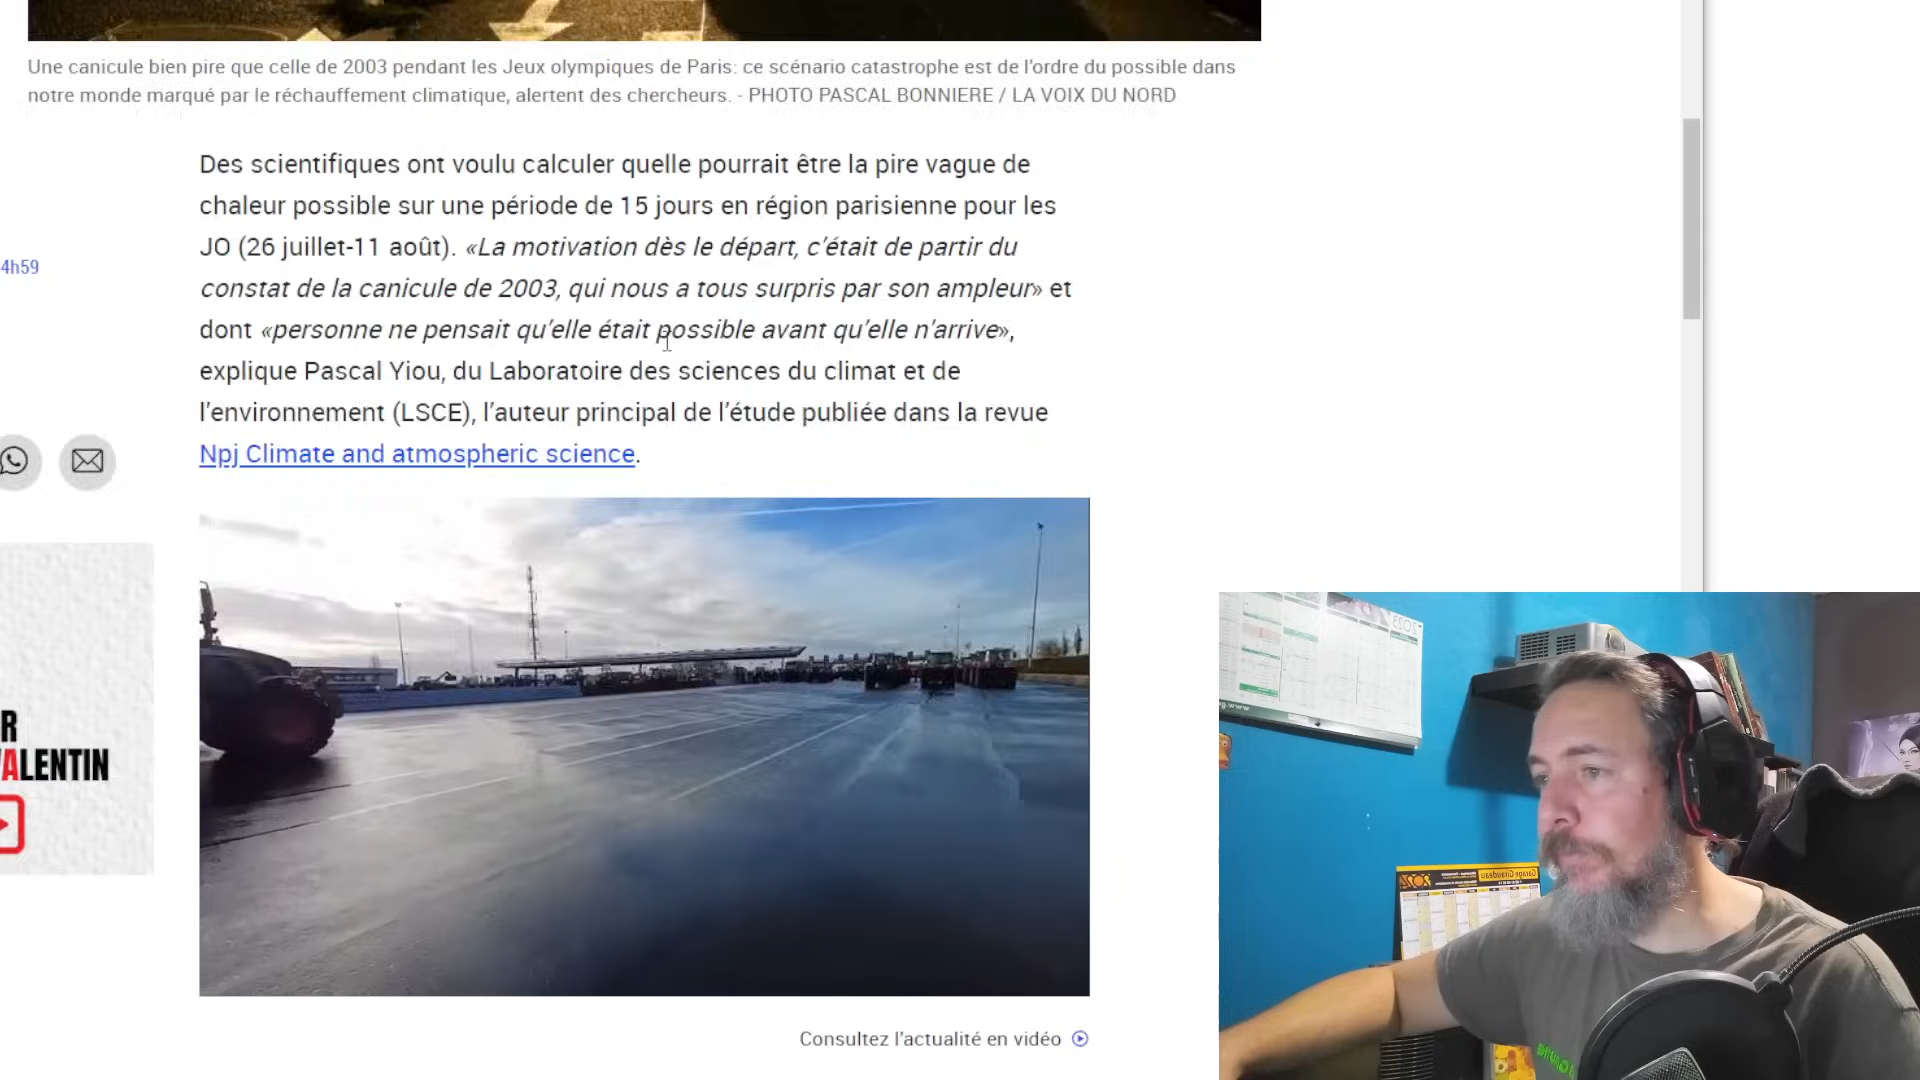 Une canicule bien pire que celle de 2003 pendant les Jeux olympiques de Paris: ce scénario catastrophe est de l’ordre du possible dans
notre monde marqué par le réchauffement climatique, alertent des chercheurs. - PHOTO PASCAL BONNIERE / LA VOIX DU NORD
Des scientifiques ont voulu calculer quelle pourrait être la pire vague de
chaleur possible sur une période de 15 jours en région parisienne pour les
JO (26 juillet-11 août). «La motivation dès le départ, c’était de partir du
constat de la canicule de 2003, qui nous a tous surpris par son ampleur» et
dont «personne ne pensait qu’elle était possible avant qu’elle n’arrive»,
explique Pascal Yiou, du Laboratoire des sciences du climat et de
l’environnement (LSCE), l’auteur principal de l’étude publiée dans la revue
Npj Climate and atmospheric science.
4h59
R
VALENTIN
Consultez l’actualité en vidéo
2023
www.
Garage Giraudeau